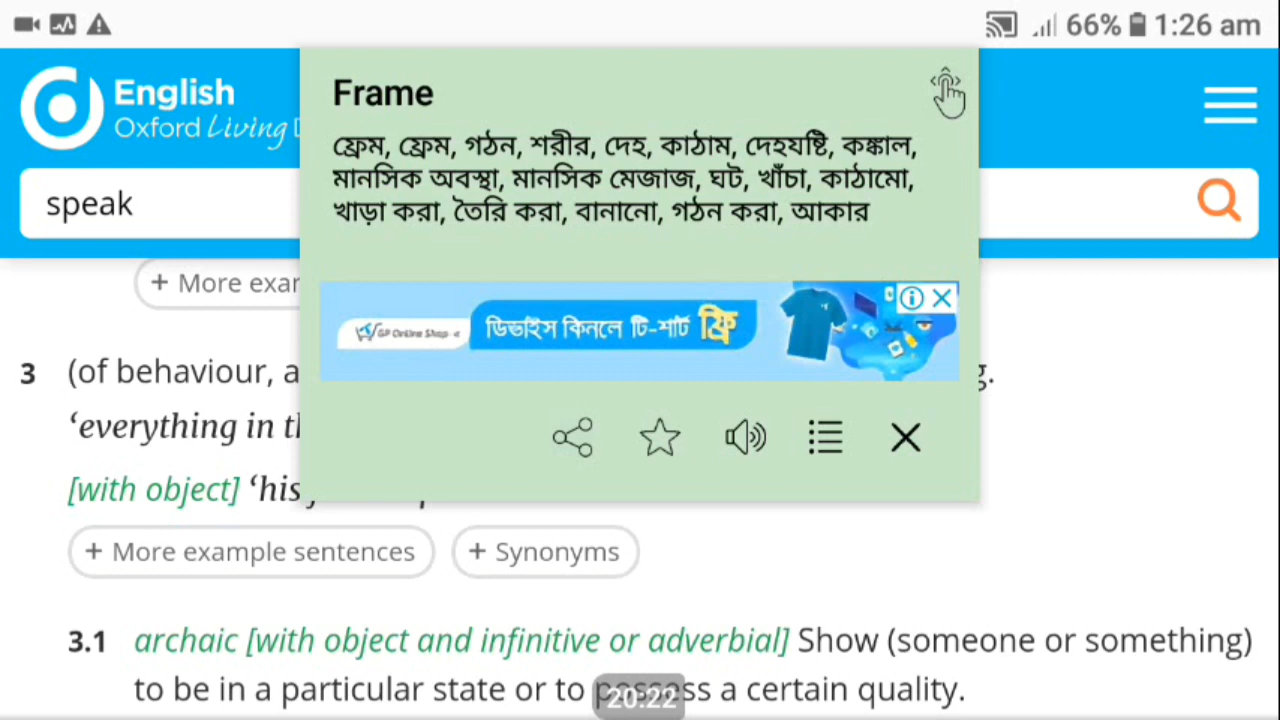 66% 1:26 am
English
Oxford Living
speak
Frame
ফ্রেম, ফ্রেম, গঠন, শরীর, দেহ, কাঠাম, দেহযষ্টি, কঙ্কাল,
মানসিক অবস্থা, মানসিক মেজাজ, ঘট, খাঁচা, কাঠামো,
খাড়া করা, তৈরি করা, বানানো, গঠন করা, আকার
GP Online Shop-এ ডিভাইস কিনলে টি-শার্ট ফ্রি
+ More exa
3 (of behaviour, a g.
‘everything in t
[with object] ‘his
+ More example sentences + Synonyms
3.1 archaic [with object and infinitive or adverbial] Show (someone or something)
to be in a particular state or to possess a certain quality.
20:22